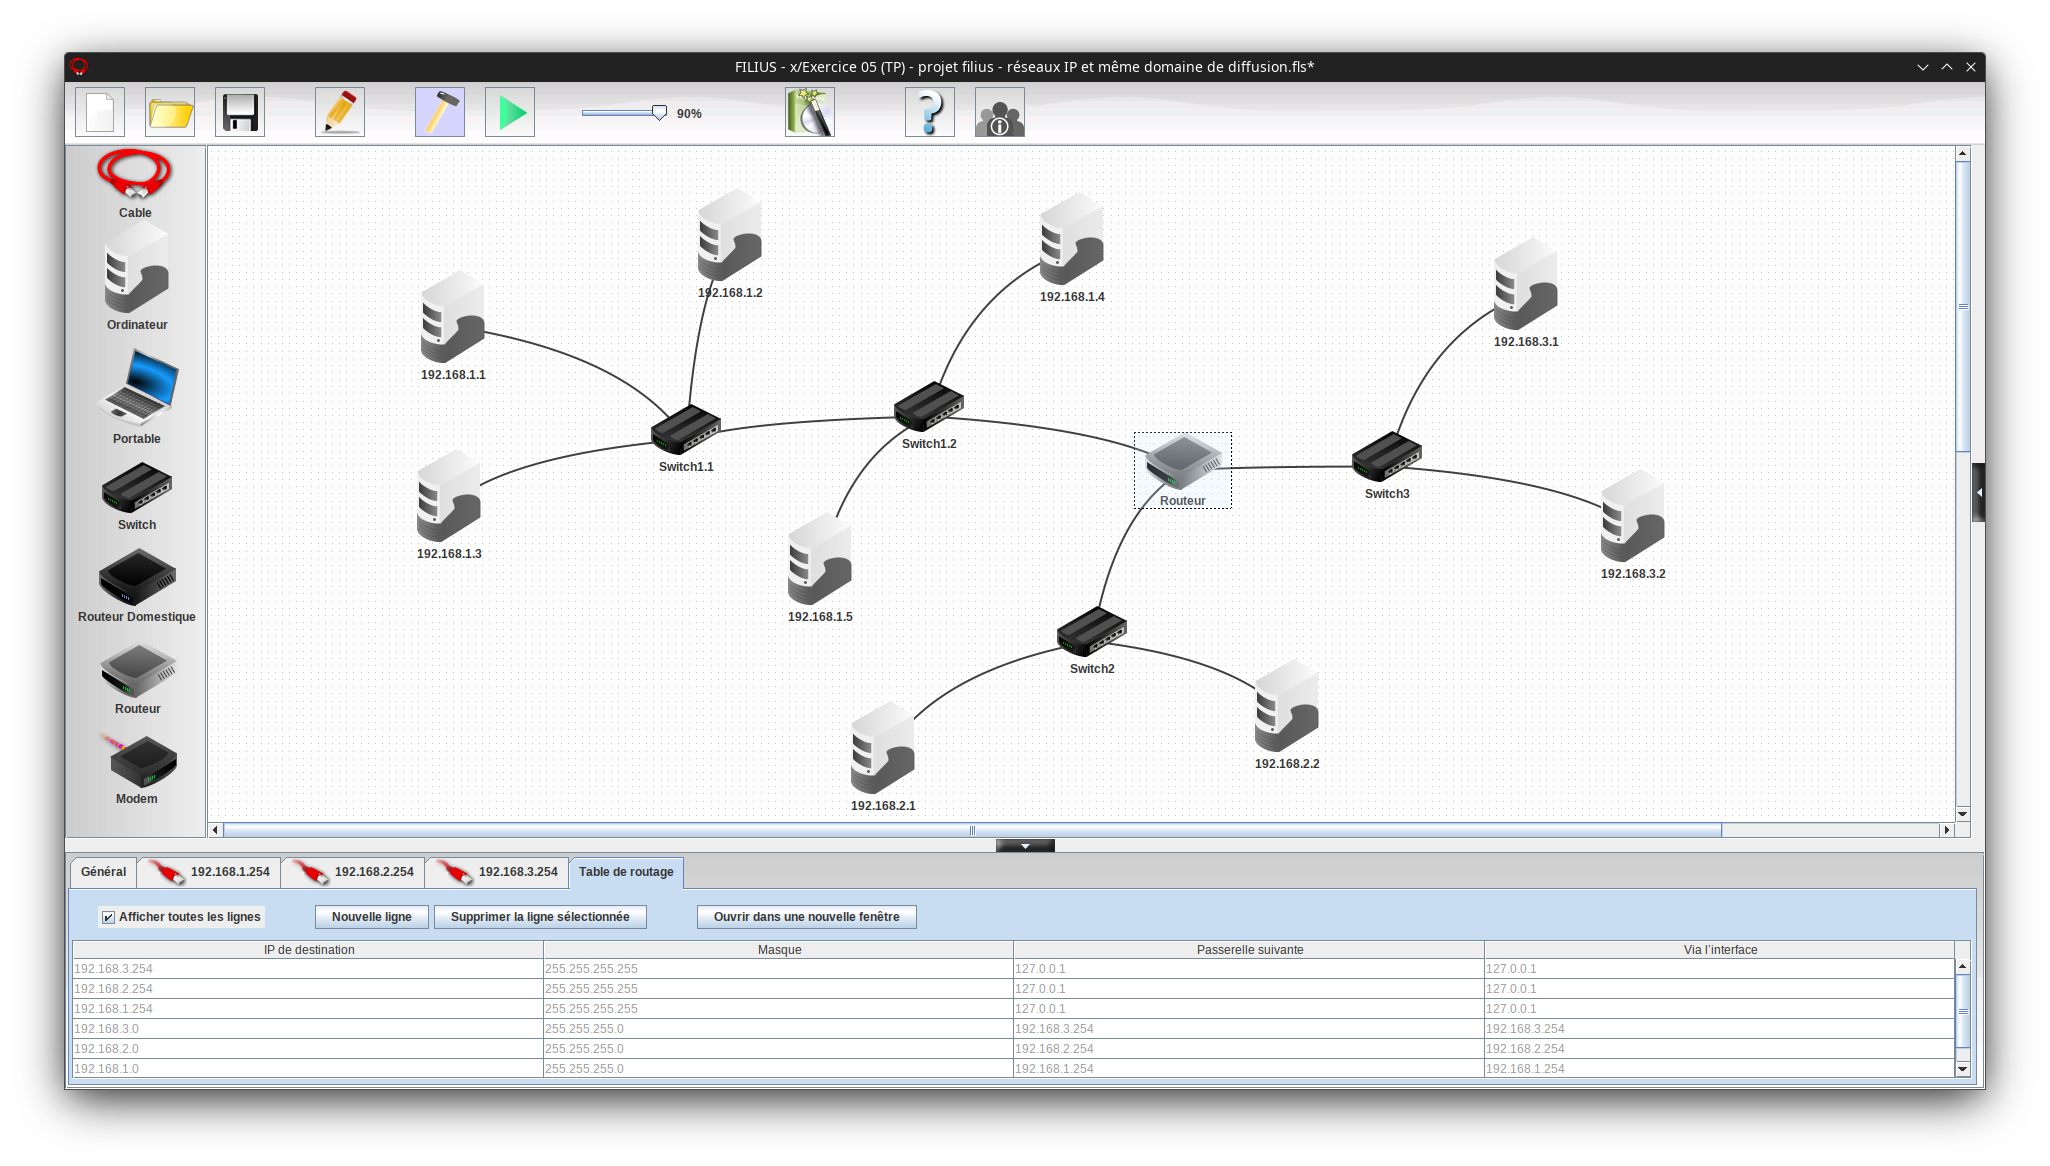 FILIUS - x/Exercice 05 (TP) - projet filius - réseaux IP et même domaine de diffusion.fls*
90%
Cable
Ordinateur
Portable
Switch
Routeur Domestique
Routeur
Modem
192.168.1.2
192.168.1.4
192.168.3.1
192.168.1.1
Switch1.2
Switch1.1
Switch3
Routeur
192.168.1.3
192.168.3.2
192.168.1.5
Switch2
192.168.2.2
192.168.2.1
Général 192.168.1.254 192.168.2.254 192.168.3.254 Table de routage
Afficher toutes les lignes Nouvelle ligne Supprimer la ligne sélectionnée Ouvrir dans une nouvelle fenêtre
IP de destination Masque Passerelle suivante Via l'interface
192.168.3.254 255.255.255.255 127.0.0.1 127.0.0.1
192.168.2.254 255.255.255.255 127.0.0.1 127.0.0.1
192.168.1.254 255.255.255.255 127.0.0.1 127.0.0.1
192.168.3.0 255.255.255.0 192.168.3.254 192.168.3.254
192.168.2.0 255.255.255.0 192.168.2.254 192.168.2.254
192.168.1.0 255.255.255.0 192.168.1.254 192.168.1.254